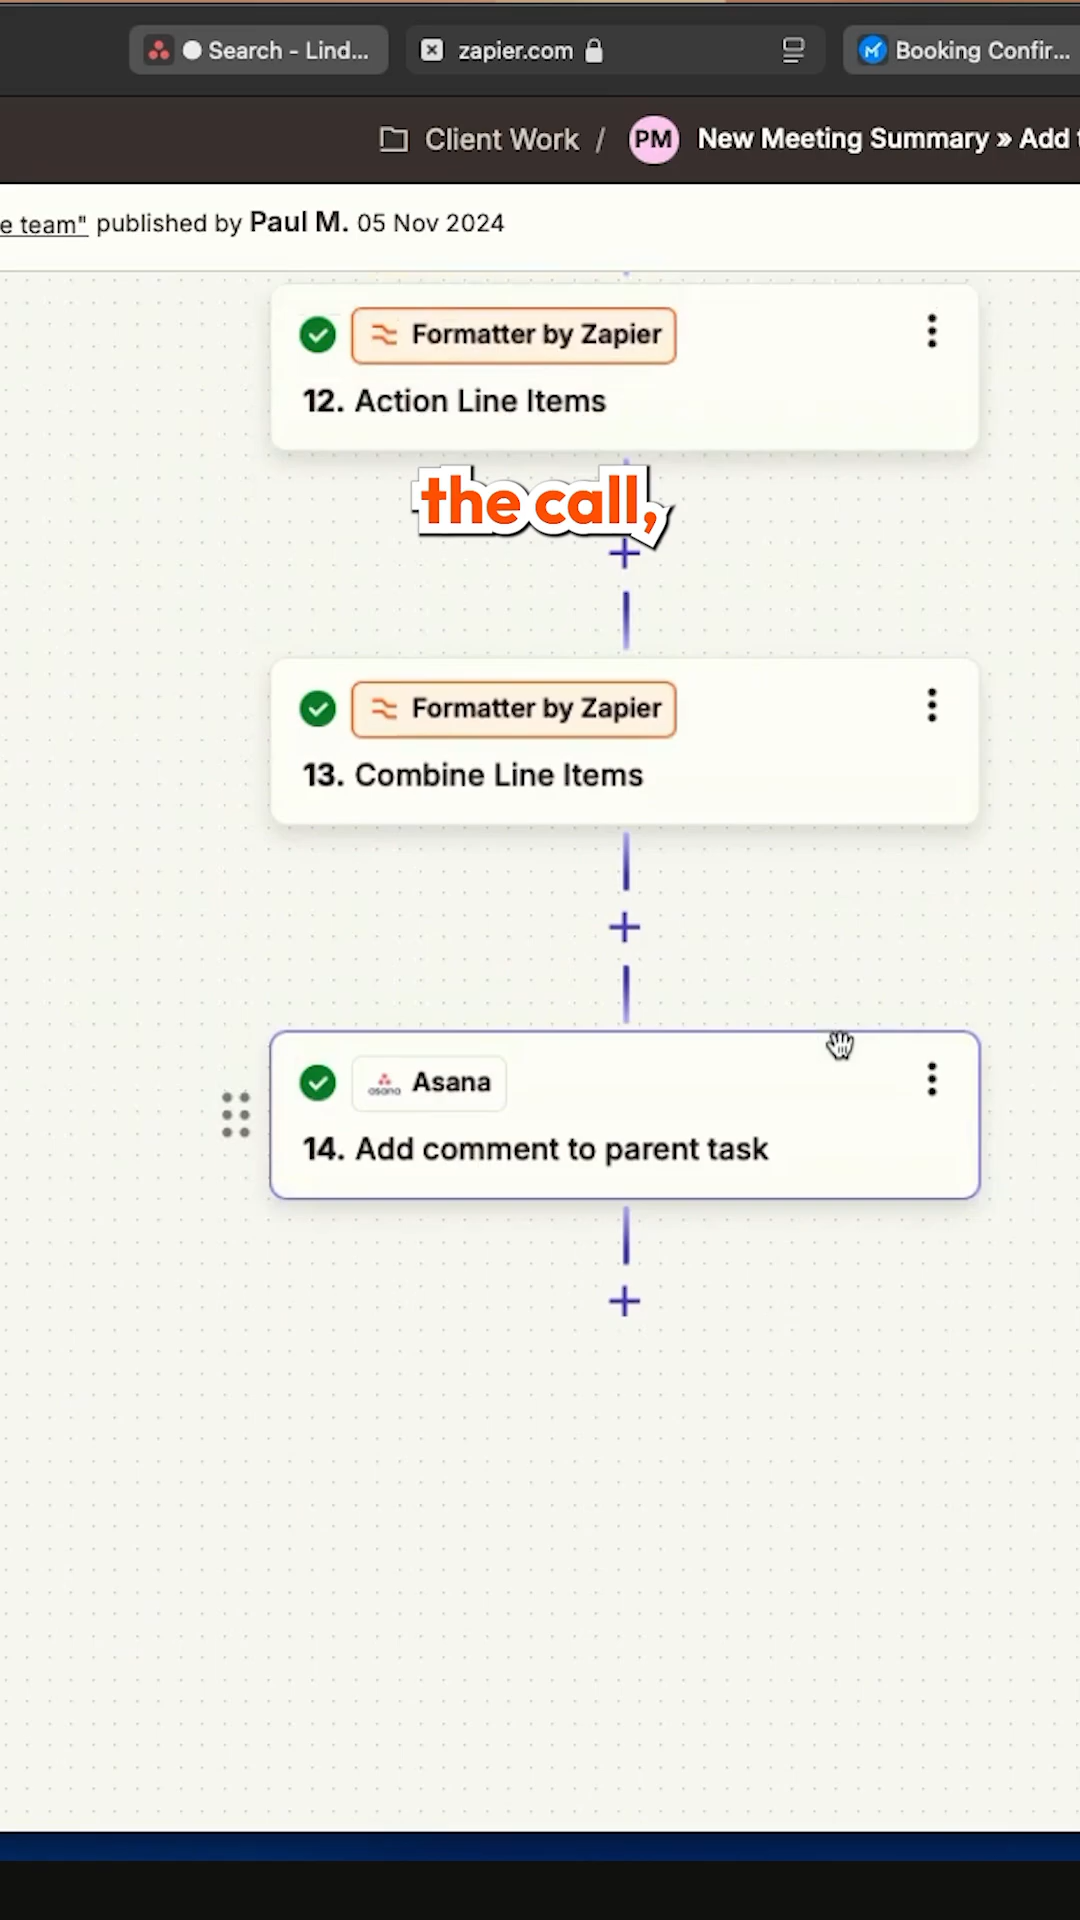 Search - Lind...
zapier.com
Booking Confir...
Client Work /
PM
New Meeting Summary » Add t
e team" published by Paul M. 05 Nov 2024
Formatter by Zapier
12. Action Line Items
the call,
Formatter by Zapier
13. Combine Line Items
asana Asana
14. Add comment to parent task